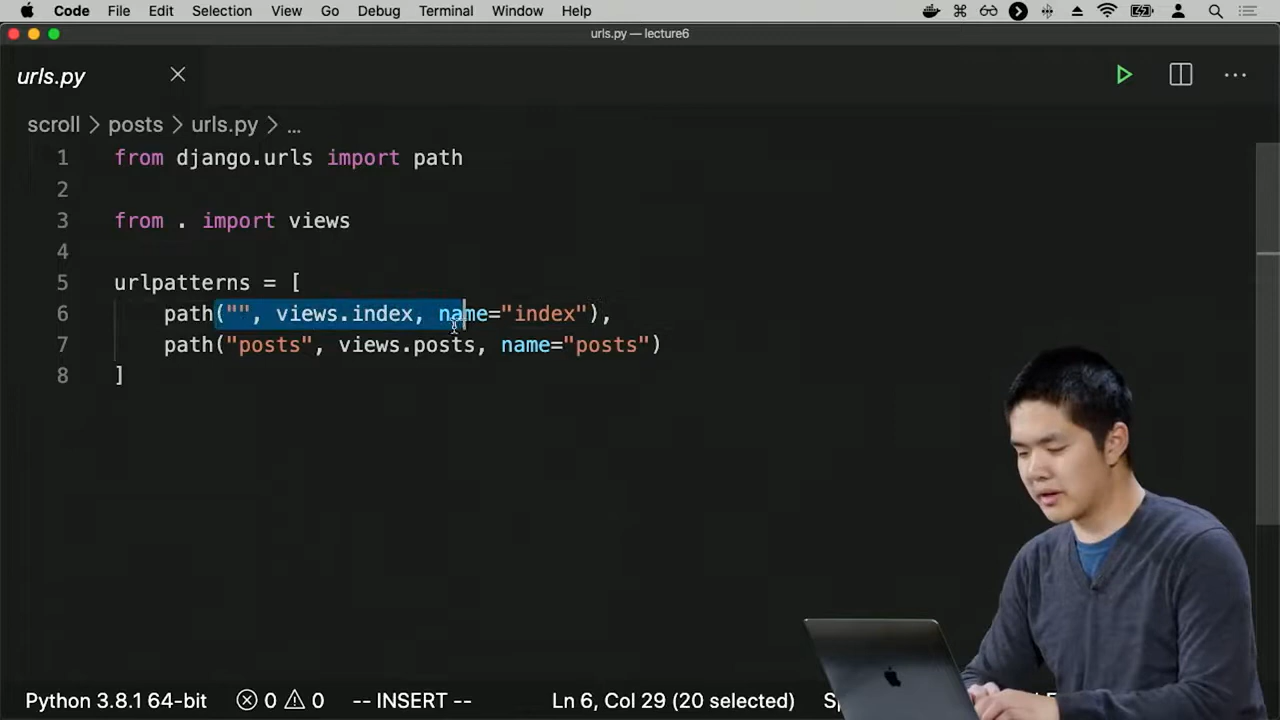 Code File Edit Selection View Go Debug Terminal Window Help
urls.py — lecture6
urls.py
scroll > posts > urls.py > ...
1 from django.urls import path
2
3 from . import views
4
5 urlpatterns = [
6 path("", views.index, name="index"),
7 path("posts", views.posts, name="posts")
8 ]
Python 3.8.1 64-bit 0 0 -- INSERT -- Ln 6, Col 29 (20 selected)